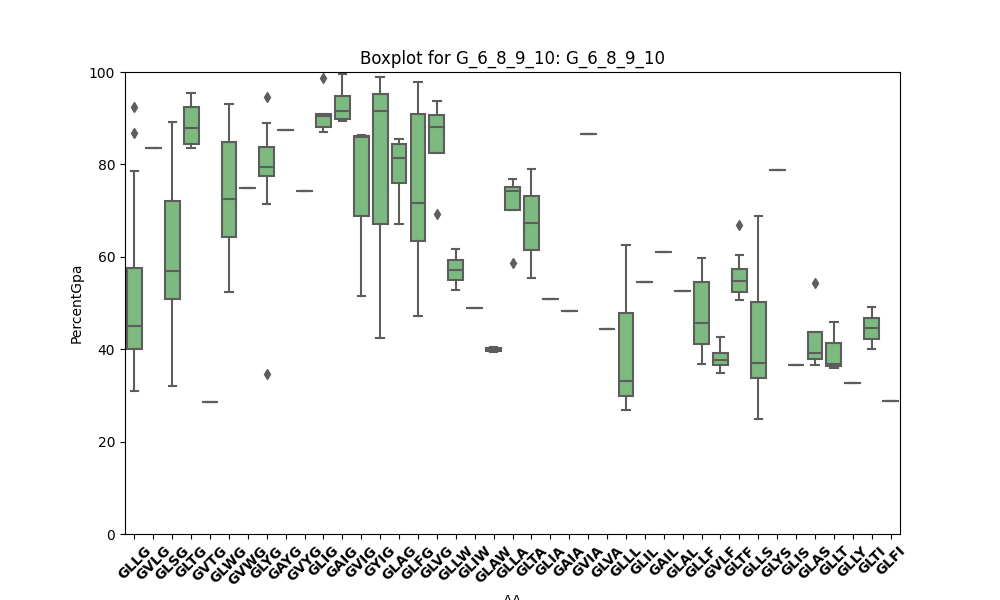 Boxplot for G_6_8_9_10: G_6_8_9_10
PercentGpa
100
80
60
40
20
0
GLLG
GVLG
GLSG
GLTG
GVTG
GLWG
GVWG
GLYG
GAYG
GVYG
GLIG
GAIG
GVIG
GYIG
GLAG
GLFG
GLVG
GLLW
GLIW
GLAW
GLLA
GLTA
GLIA
GAIA
GVIA
GLVA
GLLL
GLIL
GAIL
GLAL
GLLF
GVLF
GLTF
GLLS
GLYS
GLIS
GLAS
GLLT
GLLY
GLTI
GLFI
AA